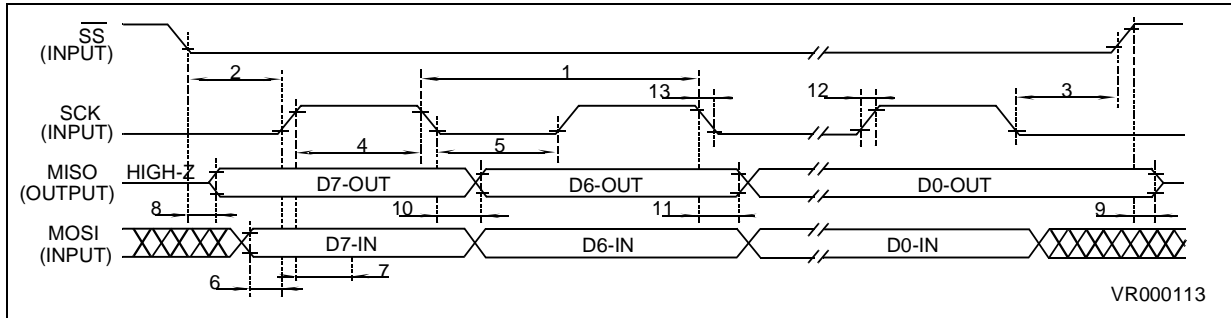 SS
(INPUT)
2
1
13
12
3
SCK
(INPUT)
4
5
MISO
(OUTPUT)
HIGH-Z
D7-OUT
D6-OUT
D0-OUT
8
10
11
9
MOSI
(INPUT)
D7-IN
D6-IN
D0-IN
7
6
VR000113